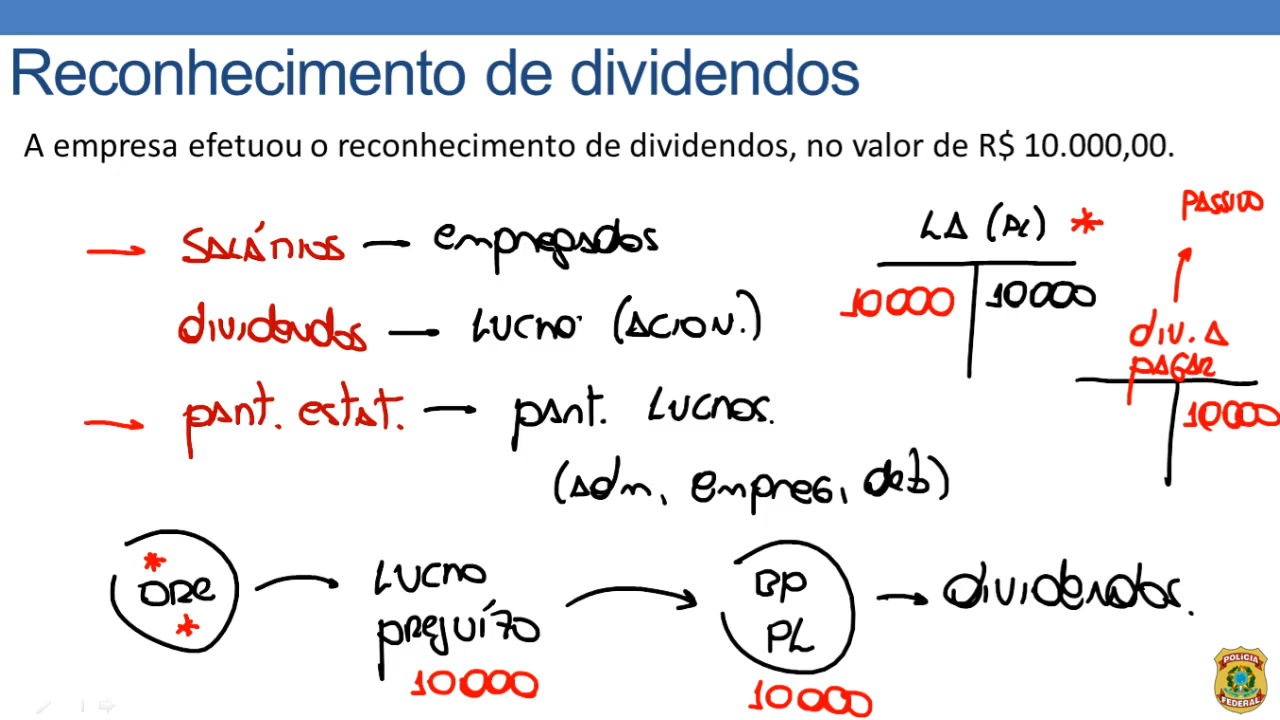 Reconhecimento de dividendos
A empresa efetuou o reconhecimento de dividendos, no valor de R$ 10.000,00.
SALÁRIOS — empregados
dividendos — LUCRO (ACION.)
part. estat. — part. LUCROS.
(adm, empreg, deb)
LA (PL) *
10000 10000
PASSIVO
div. A
PAGAR
10000
*
DRE
*
LUCRO
prejuízo
10000
BP
PL
10000
dividendos.
POLÍCIA
FEDERAL